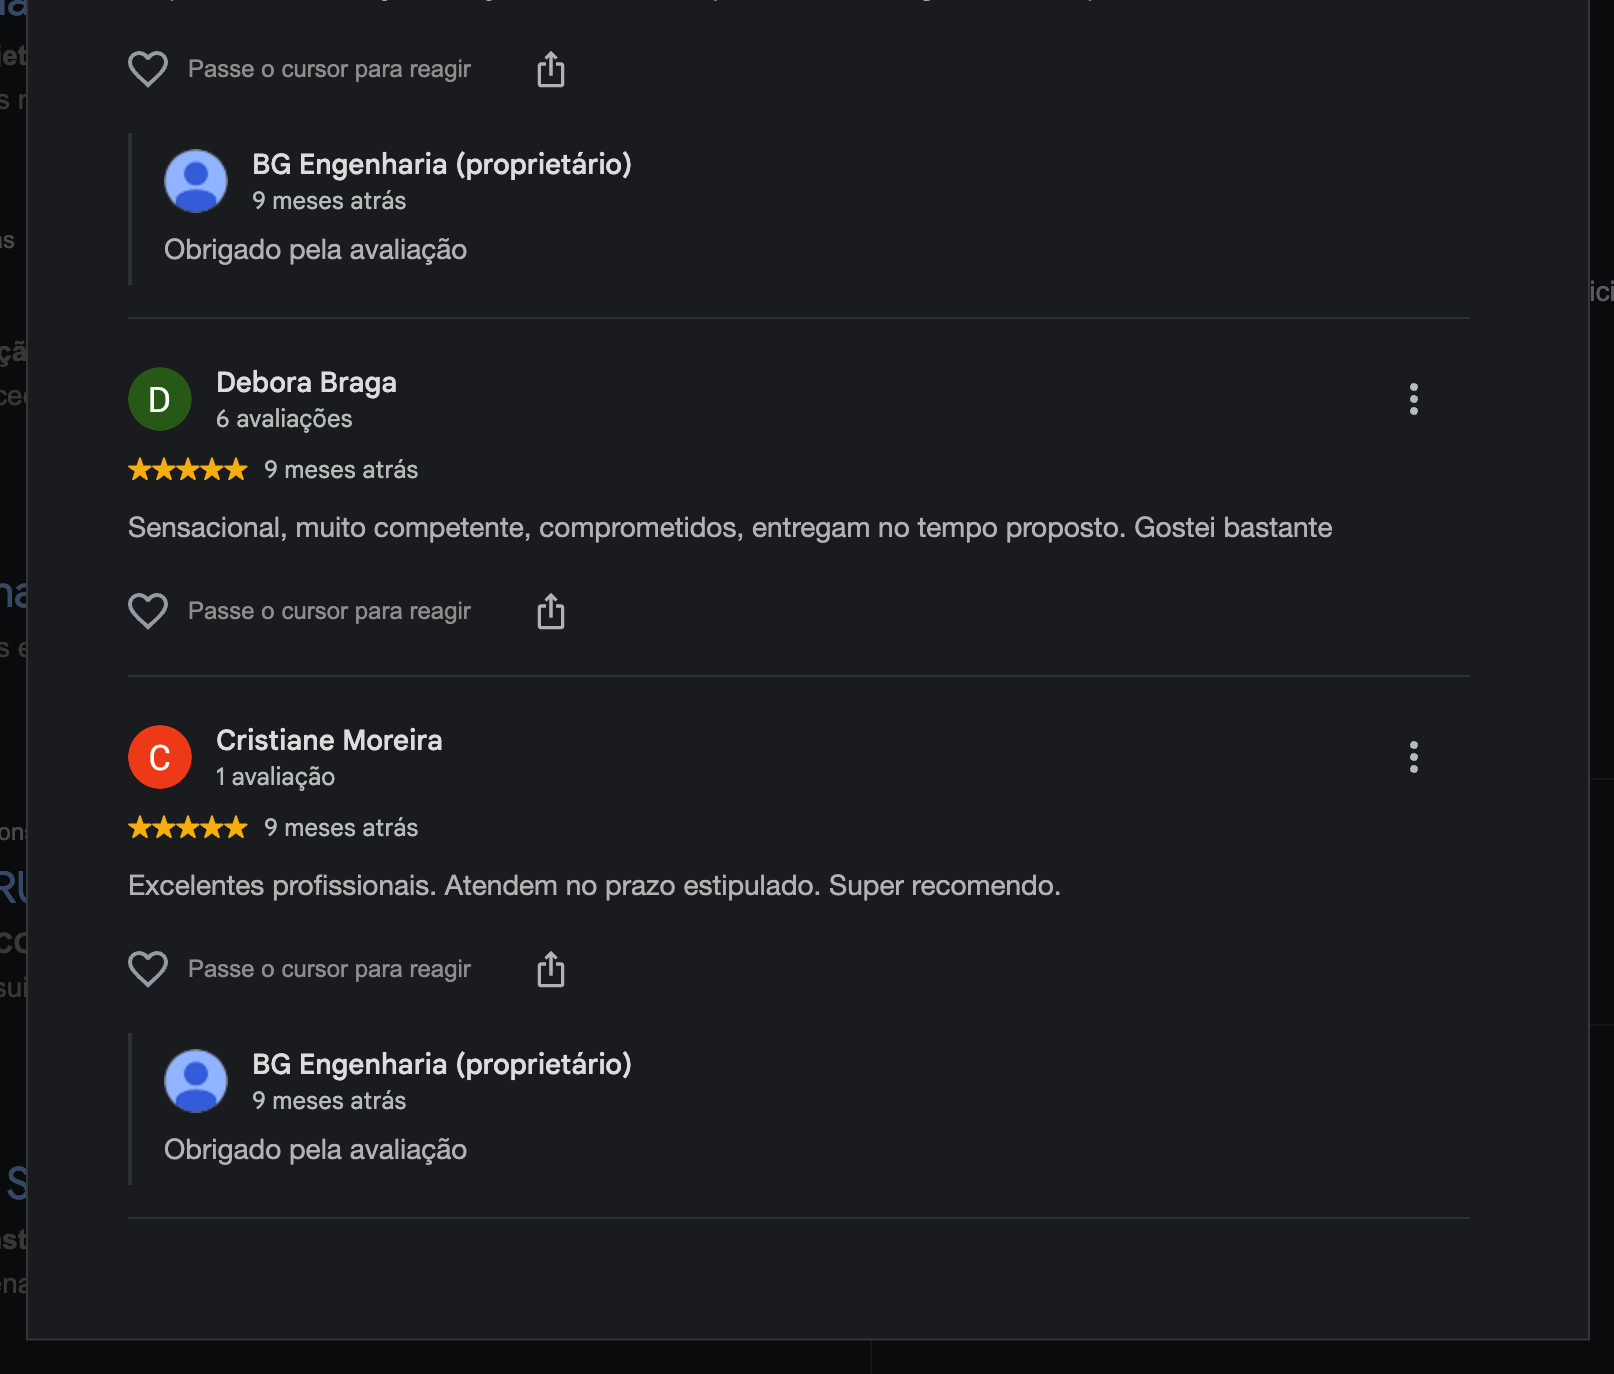 Passe o cursor para reagir
BG Engenharia (proprietário)
9 meses atrás
Obrigado pela avaliação
D
Debora Braga
6 avaliações
9 meses atrás
Sensacional, muito competente, comprometidos, entregam no tempo proposto. Gostei bastante
Passe o cursor para reagir
C
Cristiane Moreira
1 avaliação
9 meses atrás
Excelentes profissionais. Atendem no prazo estipulado. Super recomendo.
Passe o cursor para reagir
BG Engenharia (proprietário)
9 meses atrás
Obrigado pela avaliação